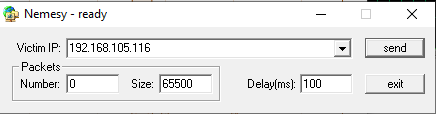 Nemesy - ready
Victim IP: 192.168.105.116 send
Packets
Number: 0 Size: 65500 Delay(ms): 100 exit